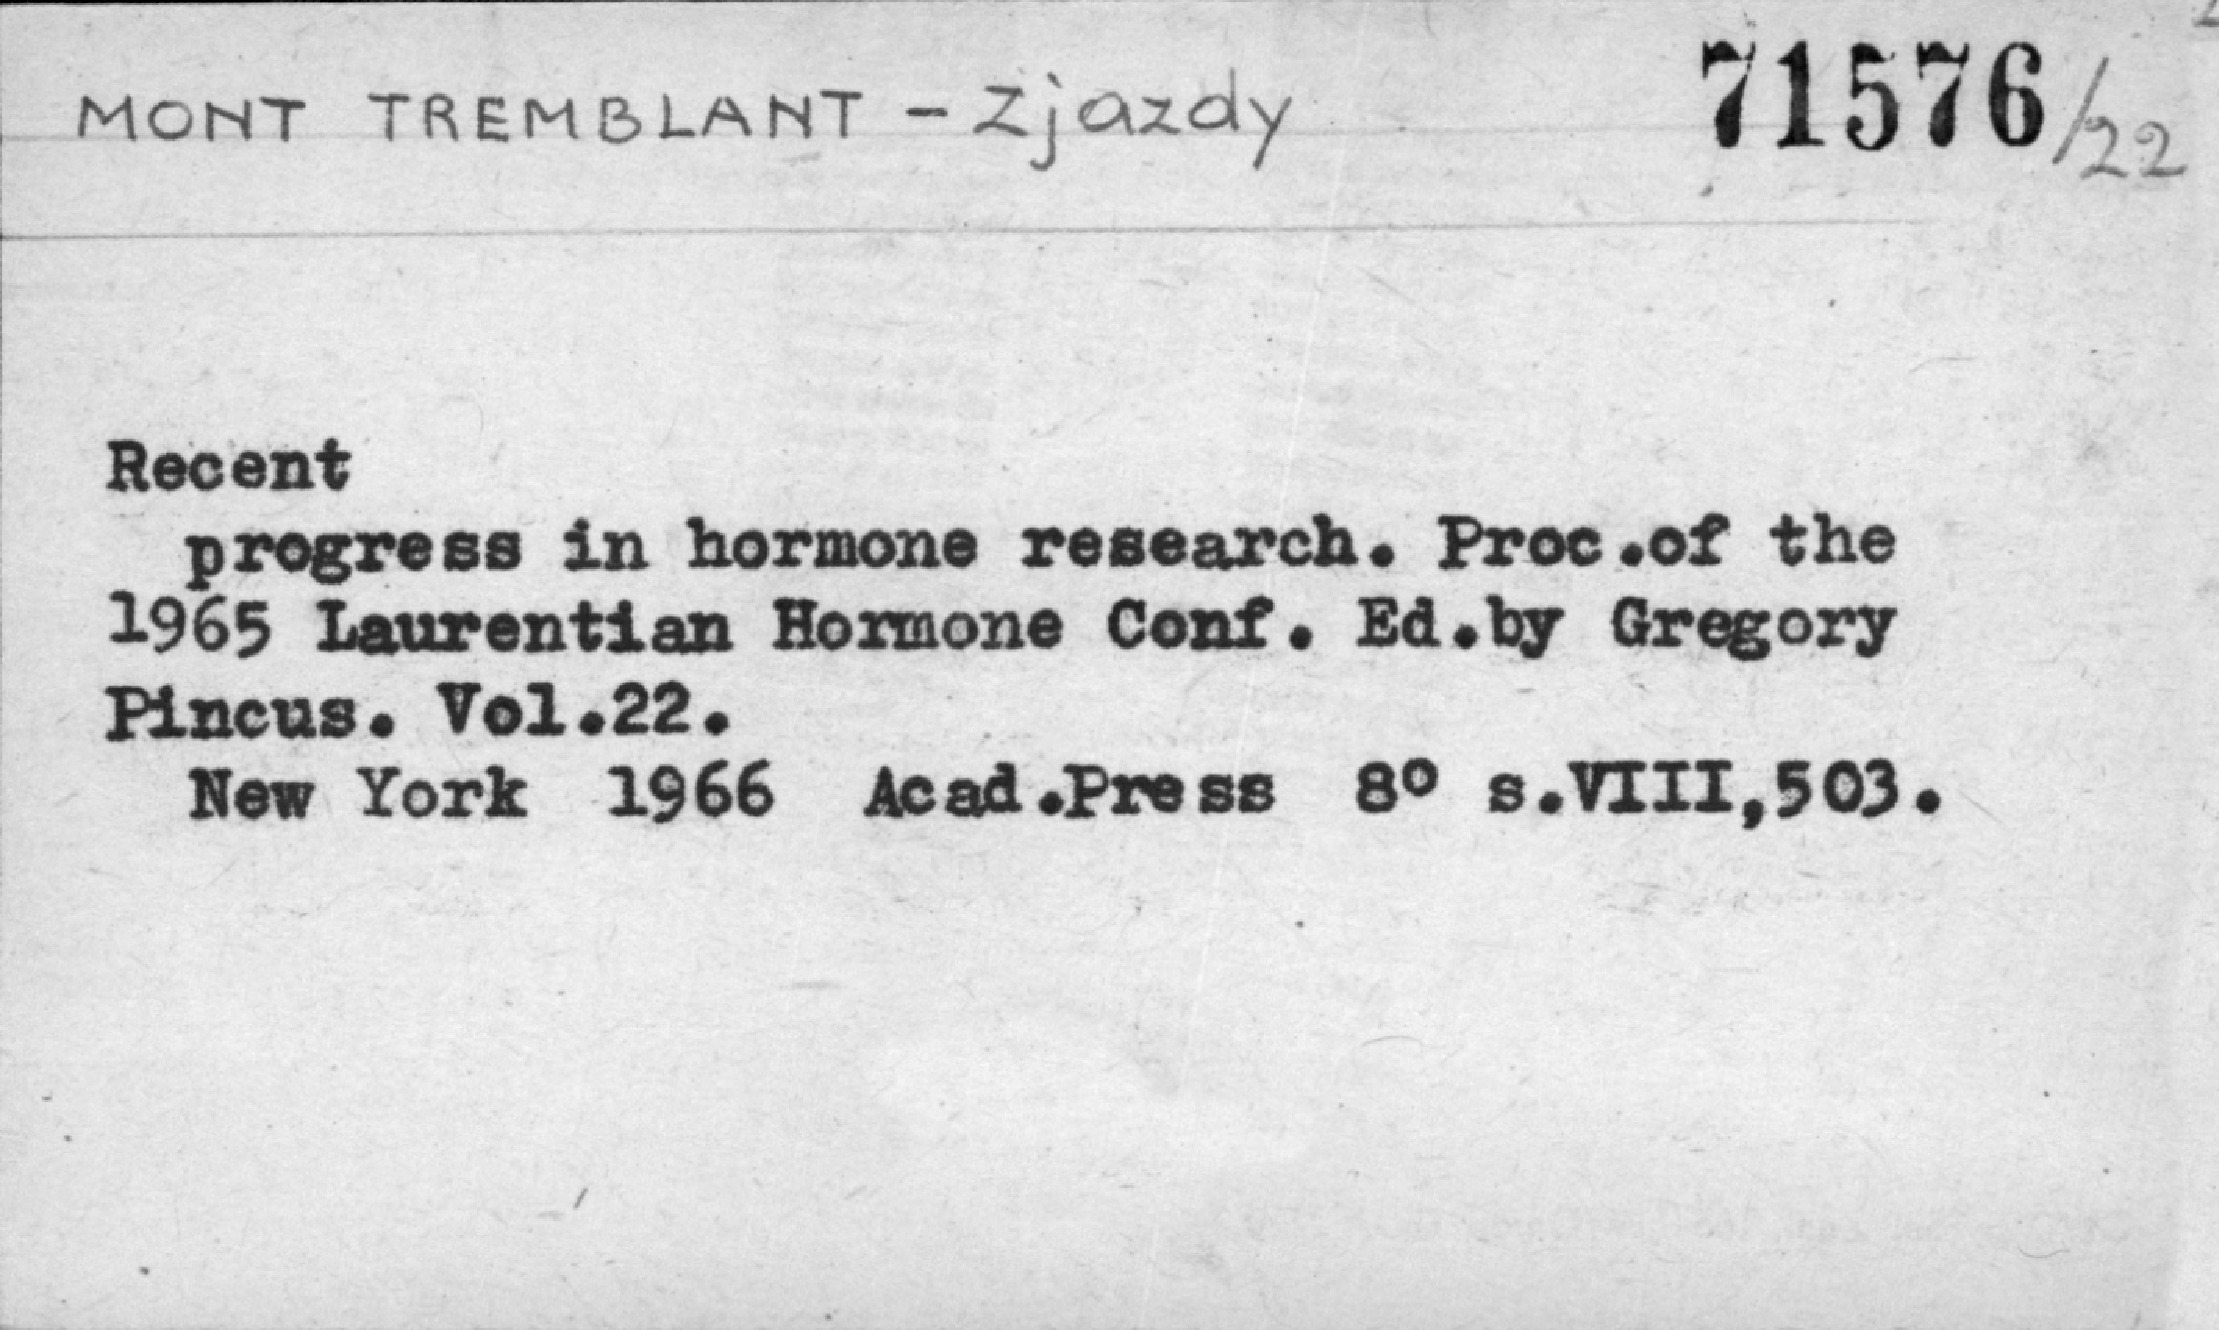 MONT TREMBLANT - Zjazdy 71576/22
Recent
progress in hormone research. Proc.of the
1965 Laurentian Hormone Conf. Ed.by Gregory
Pincus. Vol.22.
New York 1966 Acad.Press 8º s.VIII,503.